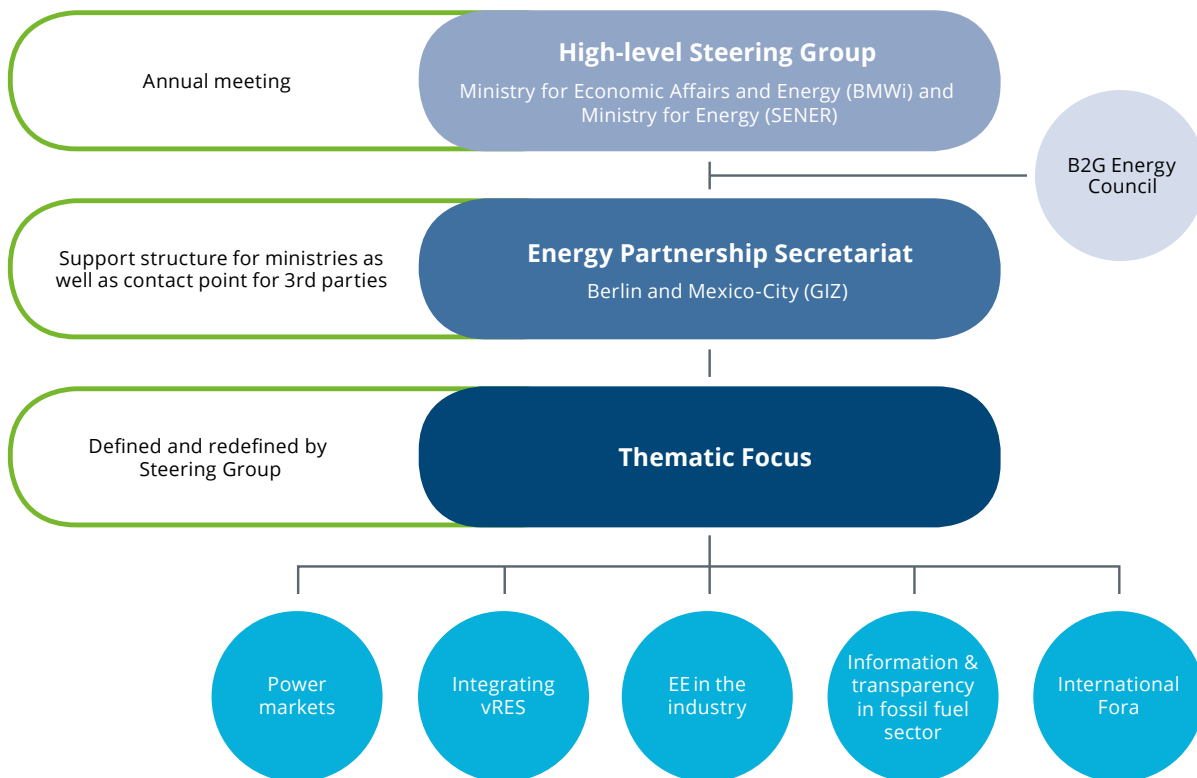 Annual meeting
High-level Steering Group
Ministry for Economic Affairs and Energy (BMWi) and
Ministry for Energy (SENER)
B2G Energy
Council
Support structure for ministries as
well as contact point for 3rd parties
Energy Partnership Secretariat
Berlin and Mexico-City (GIZ)
Defined and redefined by
Steering Group
Thematic Focus
Power
markets
Integrating
vRES
EE in the
industry
Information &
transparency
in fossil fuel
sector
International
Fora